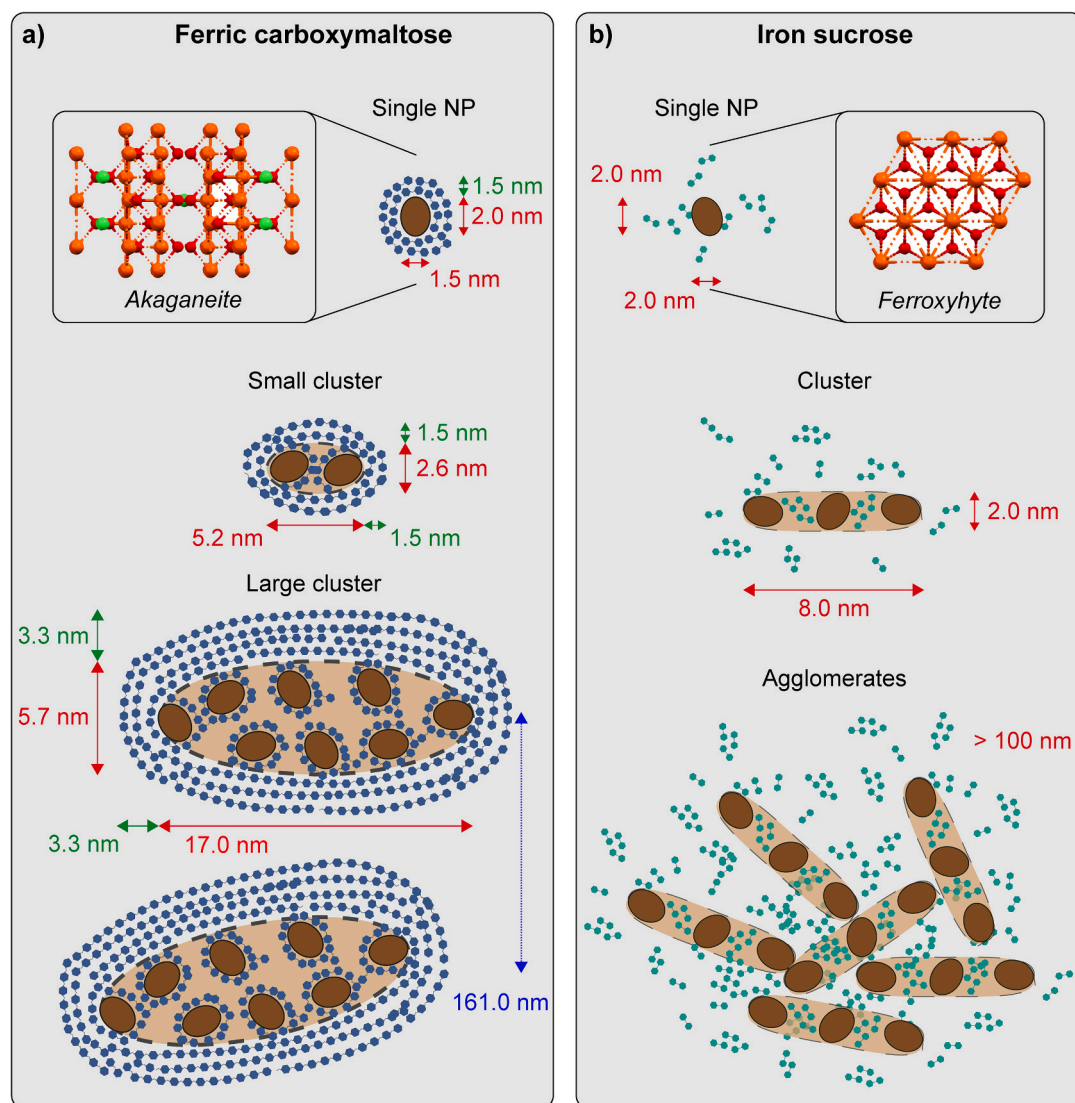 a) Ferric carboxymaltose
Single NP
1.5 nm
2.0 nm
1.5 nm
Akaganeite
Small cluster
1.5 nm
2.6 nm
5.2 nm
1.5 nm
Large cluster
3.3 nm
5.7 nm
3.3 nm
17.0 nm
161.0 nm
b) Iron sucrose
Single NP
2.0 nm
2.0 nm
Ferroxyhyte
Cluster
2.0 nm
8.0 nm
Agglomerates
> 100 nm